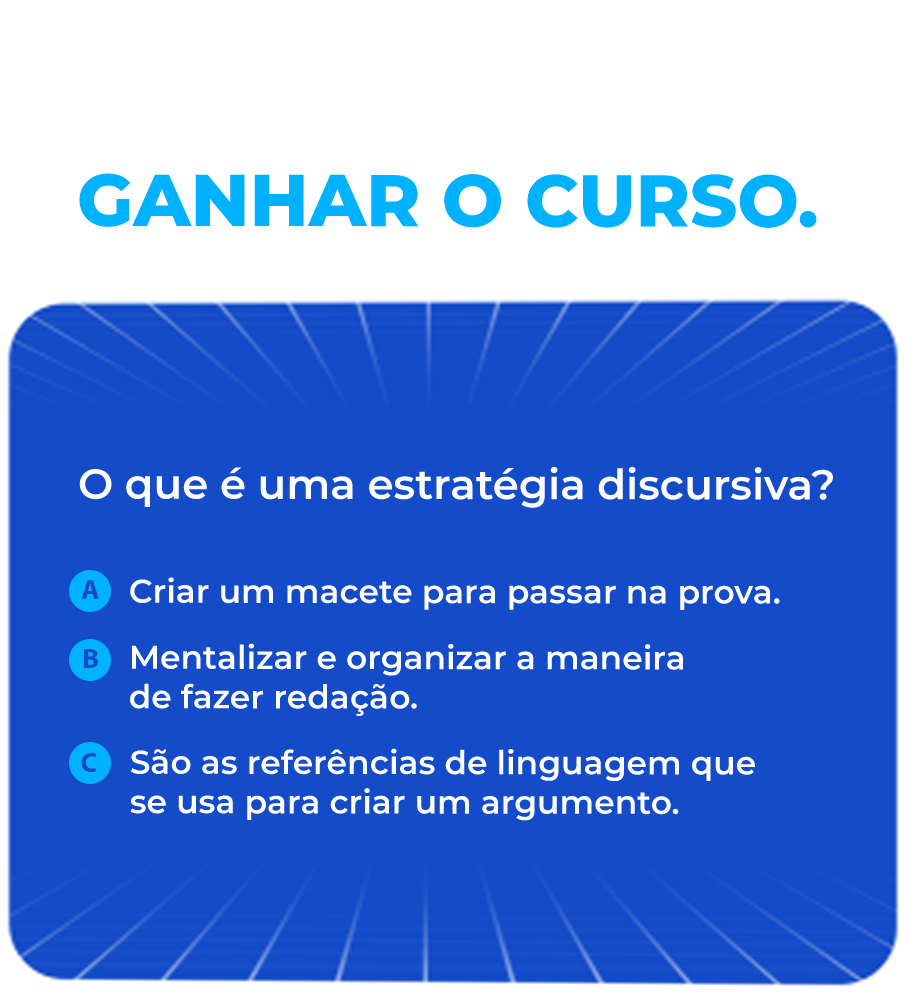 GANHAR O CURSO.
O que é uma estratégia discursiva?
A Criar um macete para passar na prova.
B Mentalizar e organizar a maneira
de fazer redação.
C São as referências de linguagem que
se usa para criar um argumento.